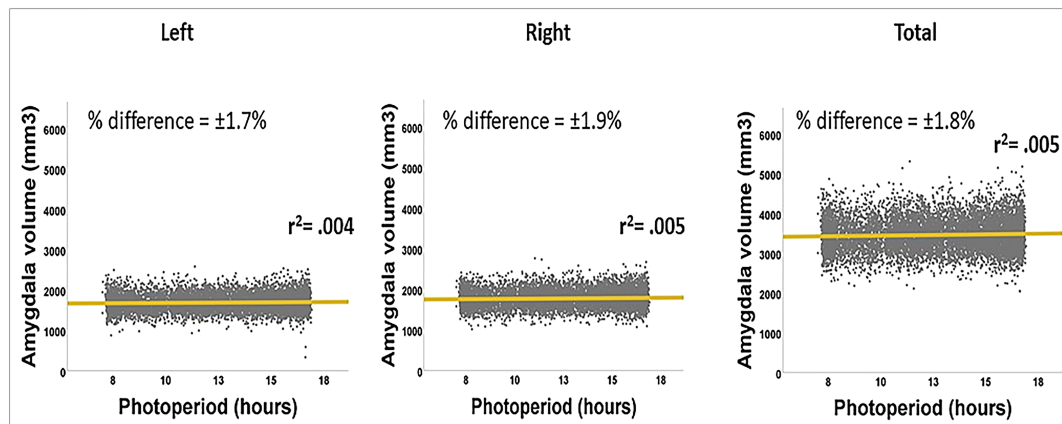 Left
Right
Total
Amygdala volume (mm3)
6000
5000
4000
3000
2000
1000
0
% difference = ±1.7%
r²= .004
8 10 13 15 18
Photoperiod (hours)
Amygdala volume (mm3)
6000
5000
4000
3000
2000
1000
0
% difference = ±1.9%
r²= .005
8 10 13 15 18
Photoperiod (hours)
Amygdala volume (mm3)
6000
5000
4000
3000
2000
1000
0
% difference = ±1.8%
r²= .005
8 10 13 15 18
Photoperiod (hours)